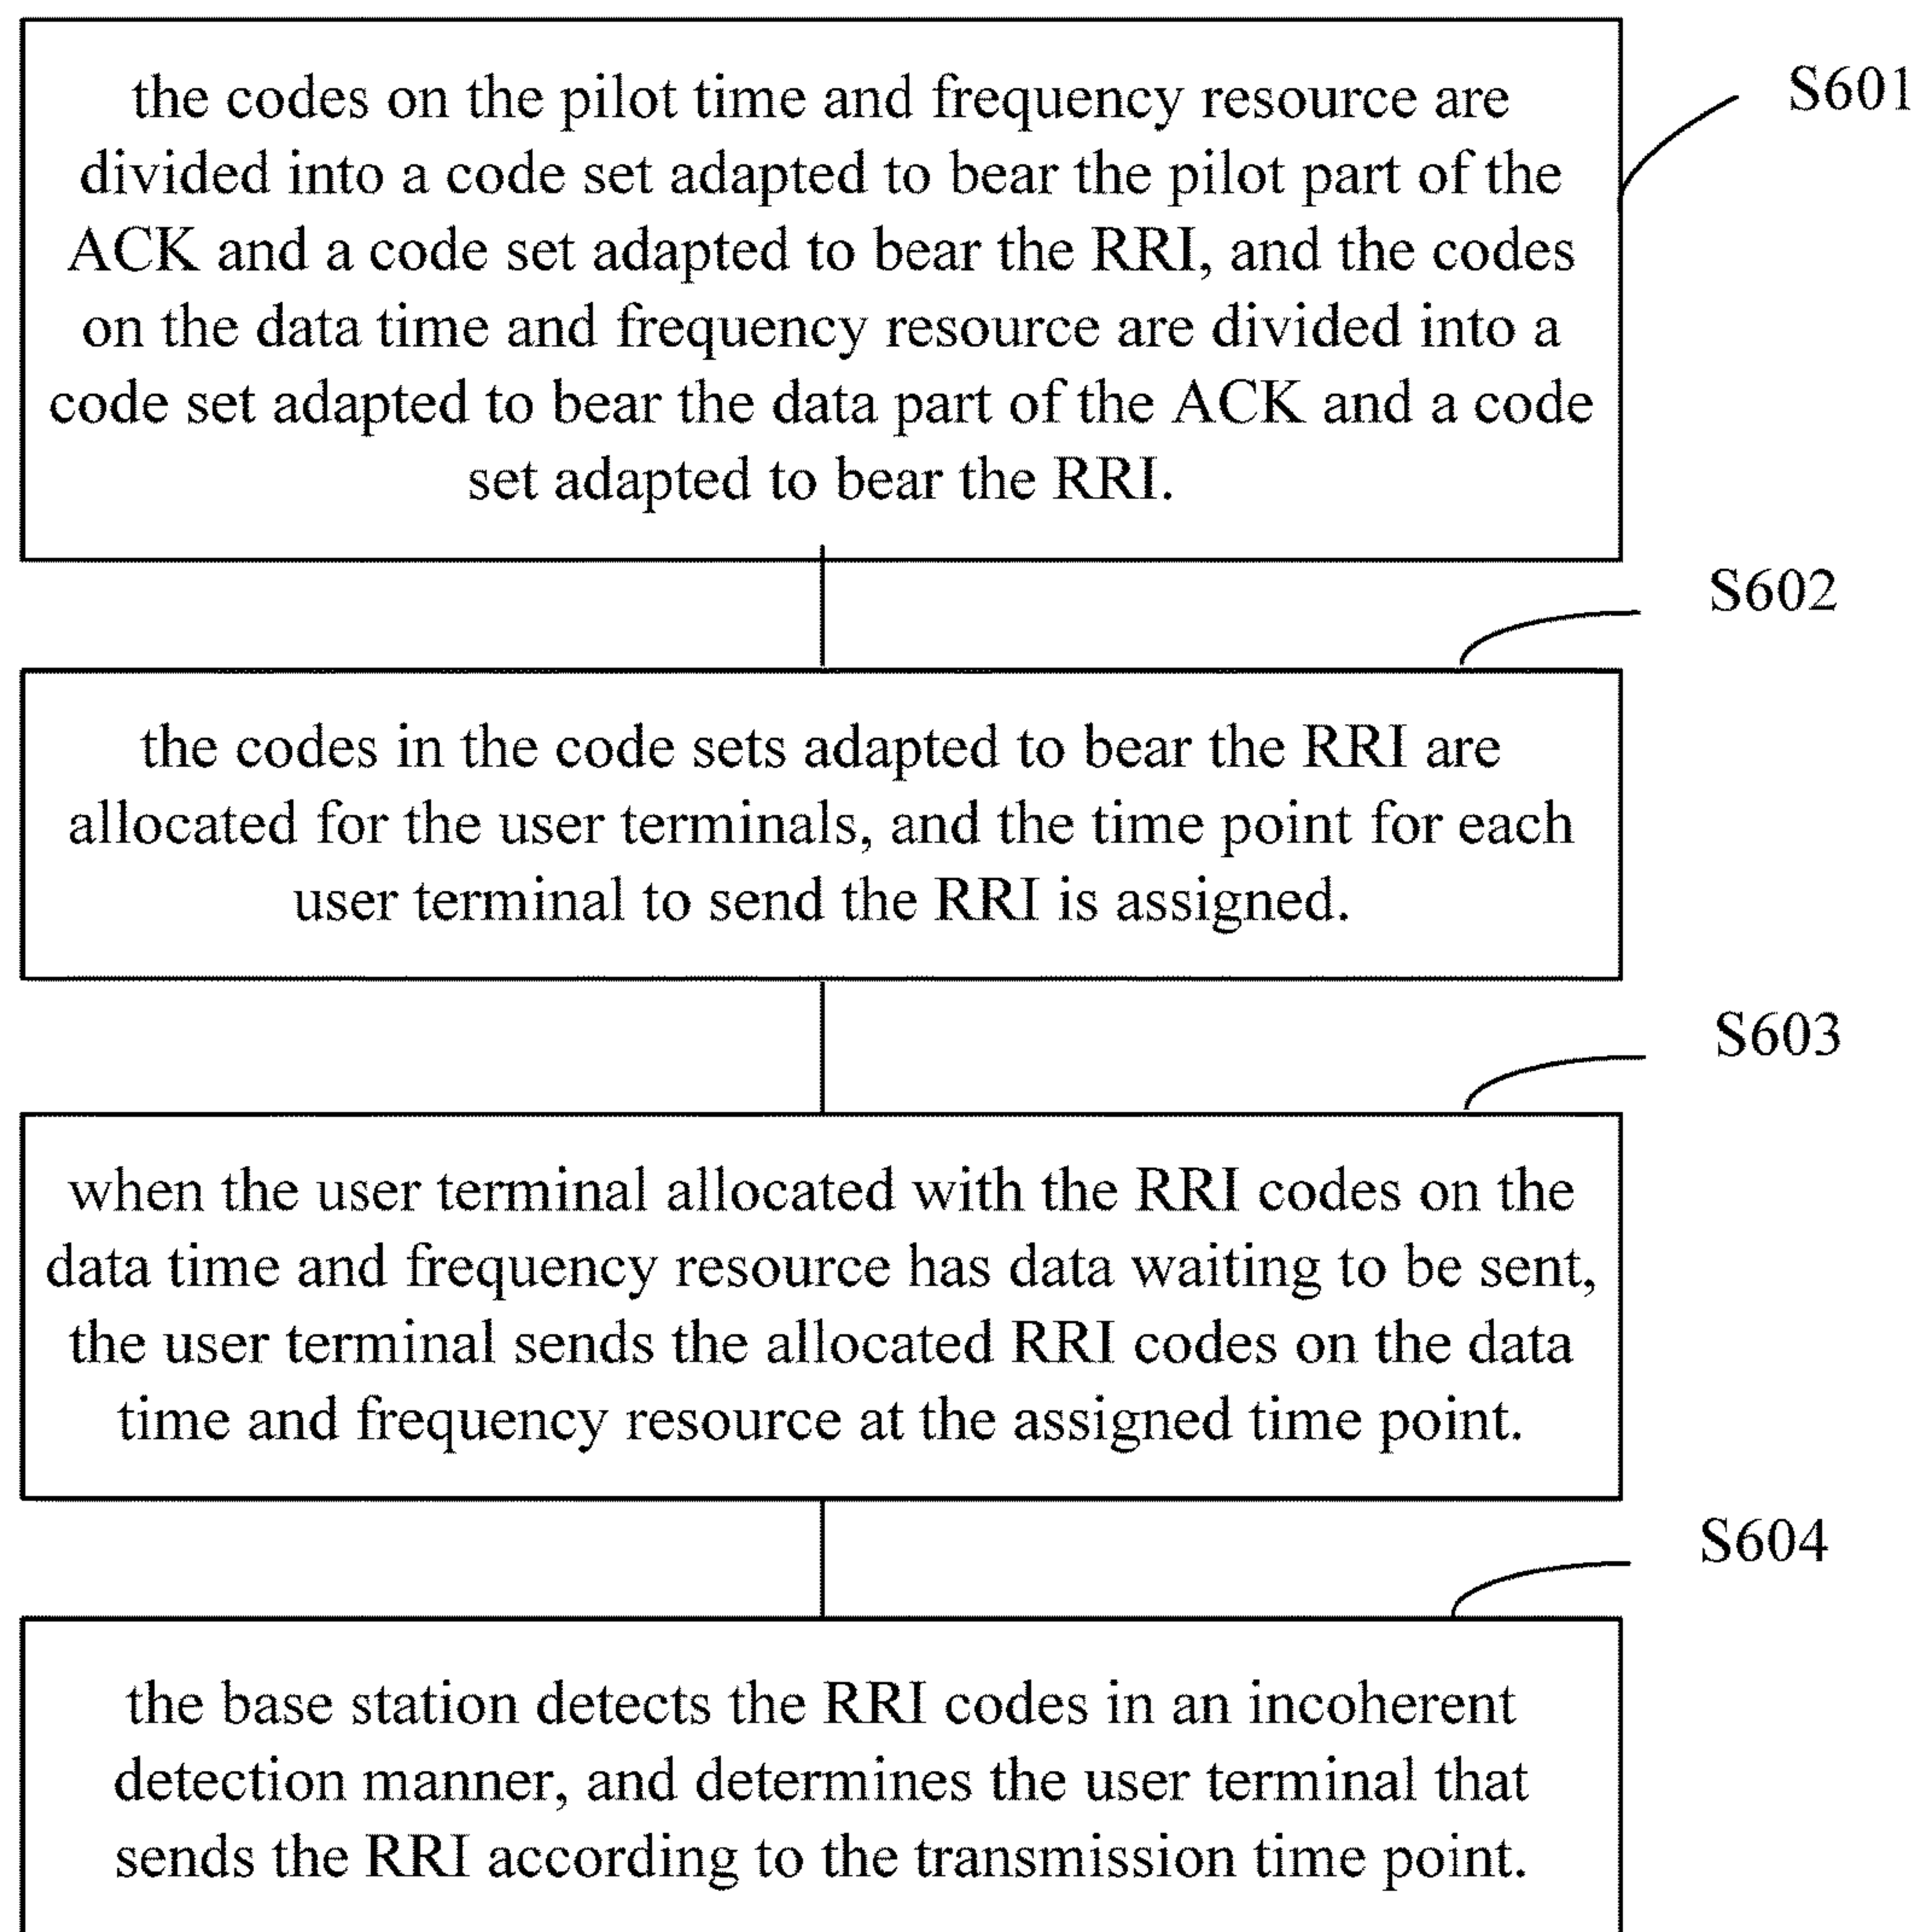 the codes on the pilot time and frequency resource are
divided into a code set adapted to bear the pilot part of the
ACK and a code set adapted to bear the RRI, and the codes
on the data time and frequency resource are divided into a
code set adapted to bear the data part of the ACK and a code
set adapted to bear the RRI.
S601
S602
the codes in the code sets adapted to bear the RRI are
allocated for the user terminals, and the time point for each
user terminal to send the RRI is assigned.
S603
when the user terminal allocated with the RRI codes on the
data time and frequency resource has data waiting to be sent,
the user terminal sends the allocated RRI codes on the data
time and frequency resource at the assigned time point.
S604
the base station detects the RRI codes in an incoherent
detection manner, and determines the user terminal that
sends the RRI according to the transmission time point.